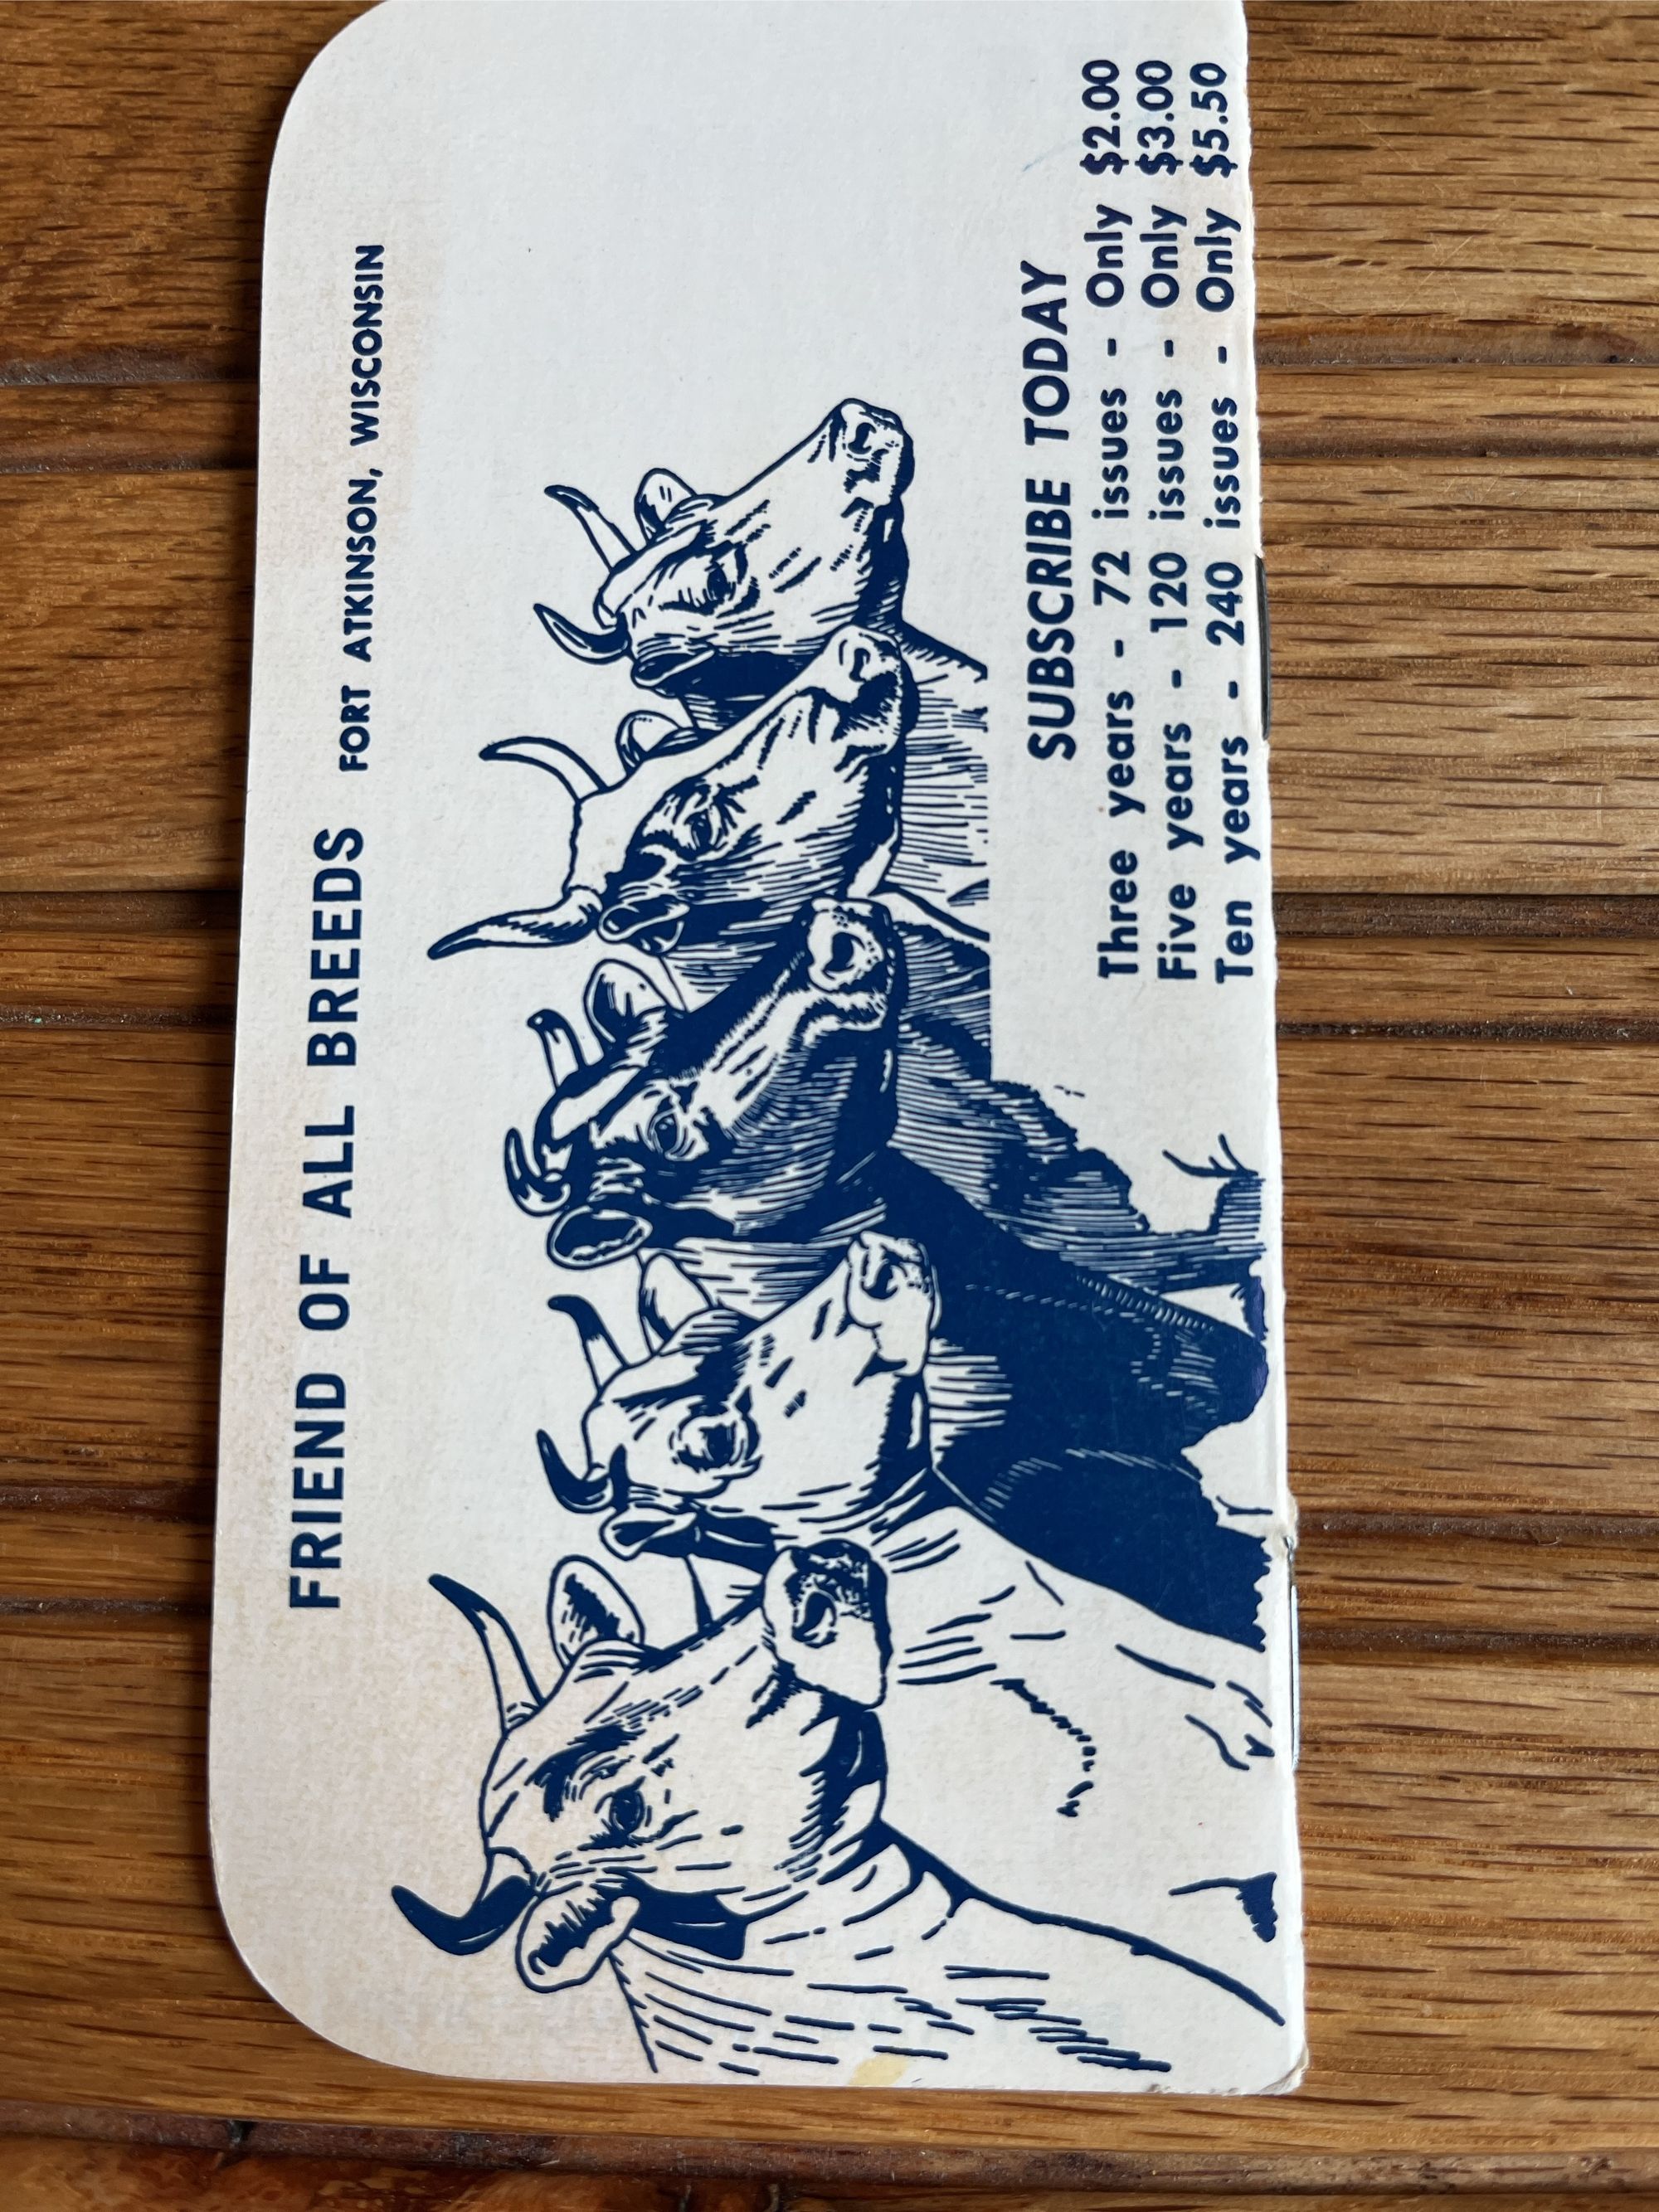 FRIEND OF ALL BREEDS FORT ATKINSON, WISCONSIN
SUBSCRIBE TODAY
Three years - 72 issues - Only $2.00
Five years - 120 issues - Only $3.00
Ten years - 240 issues - Only $5.50